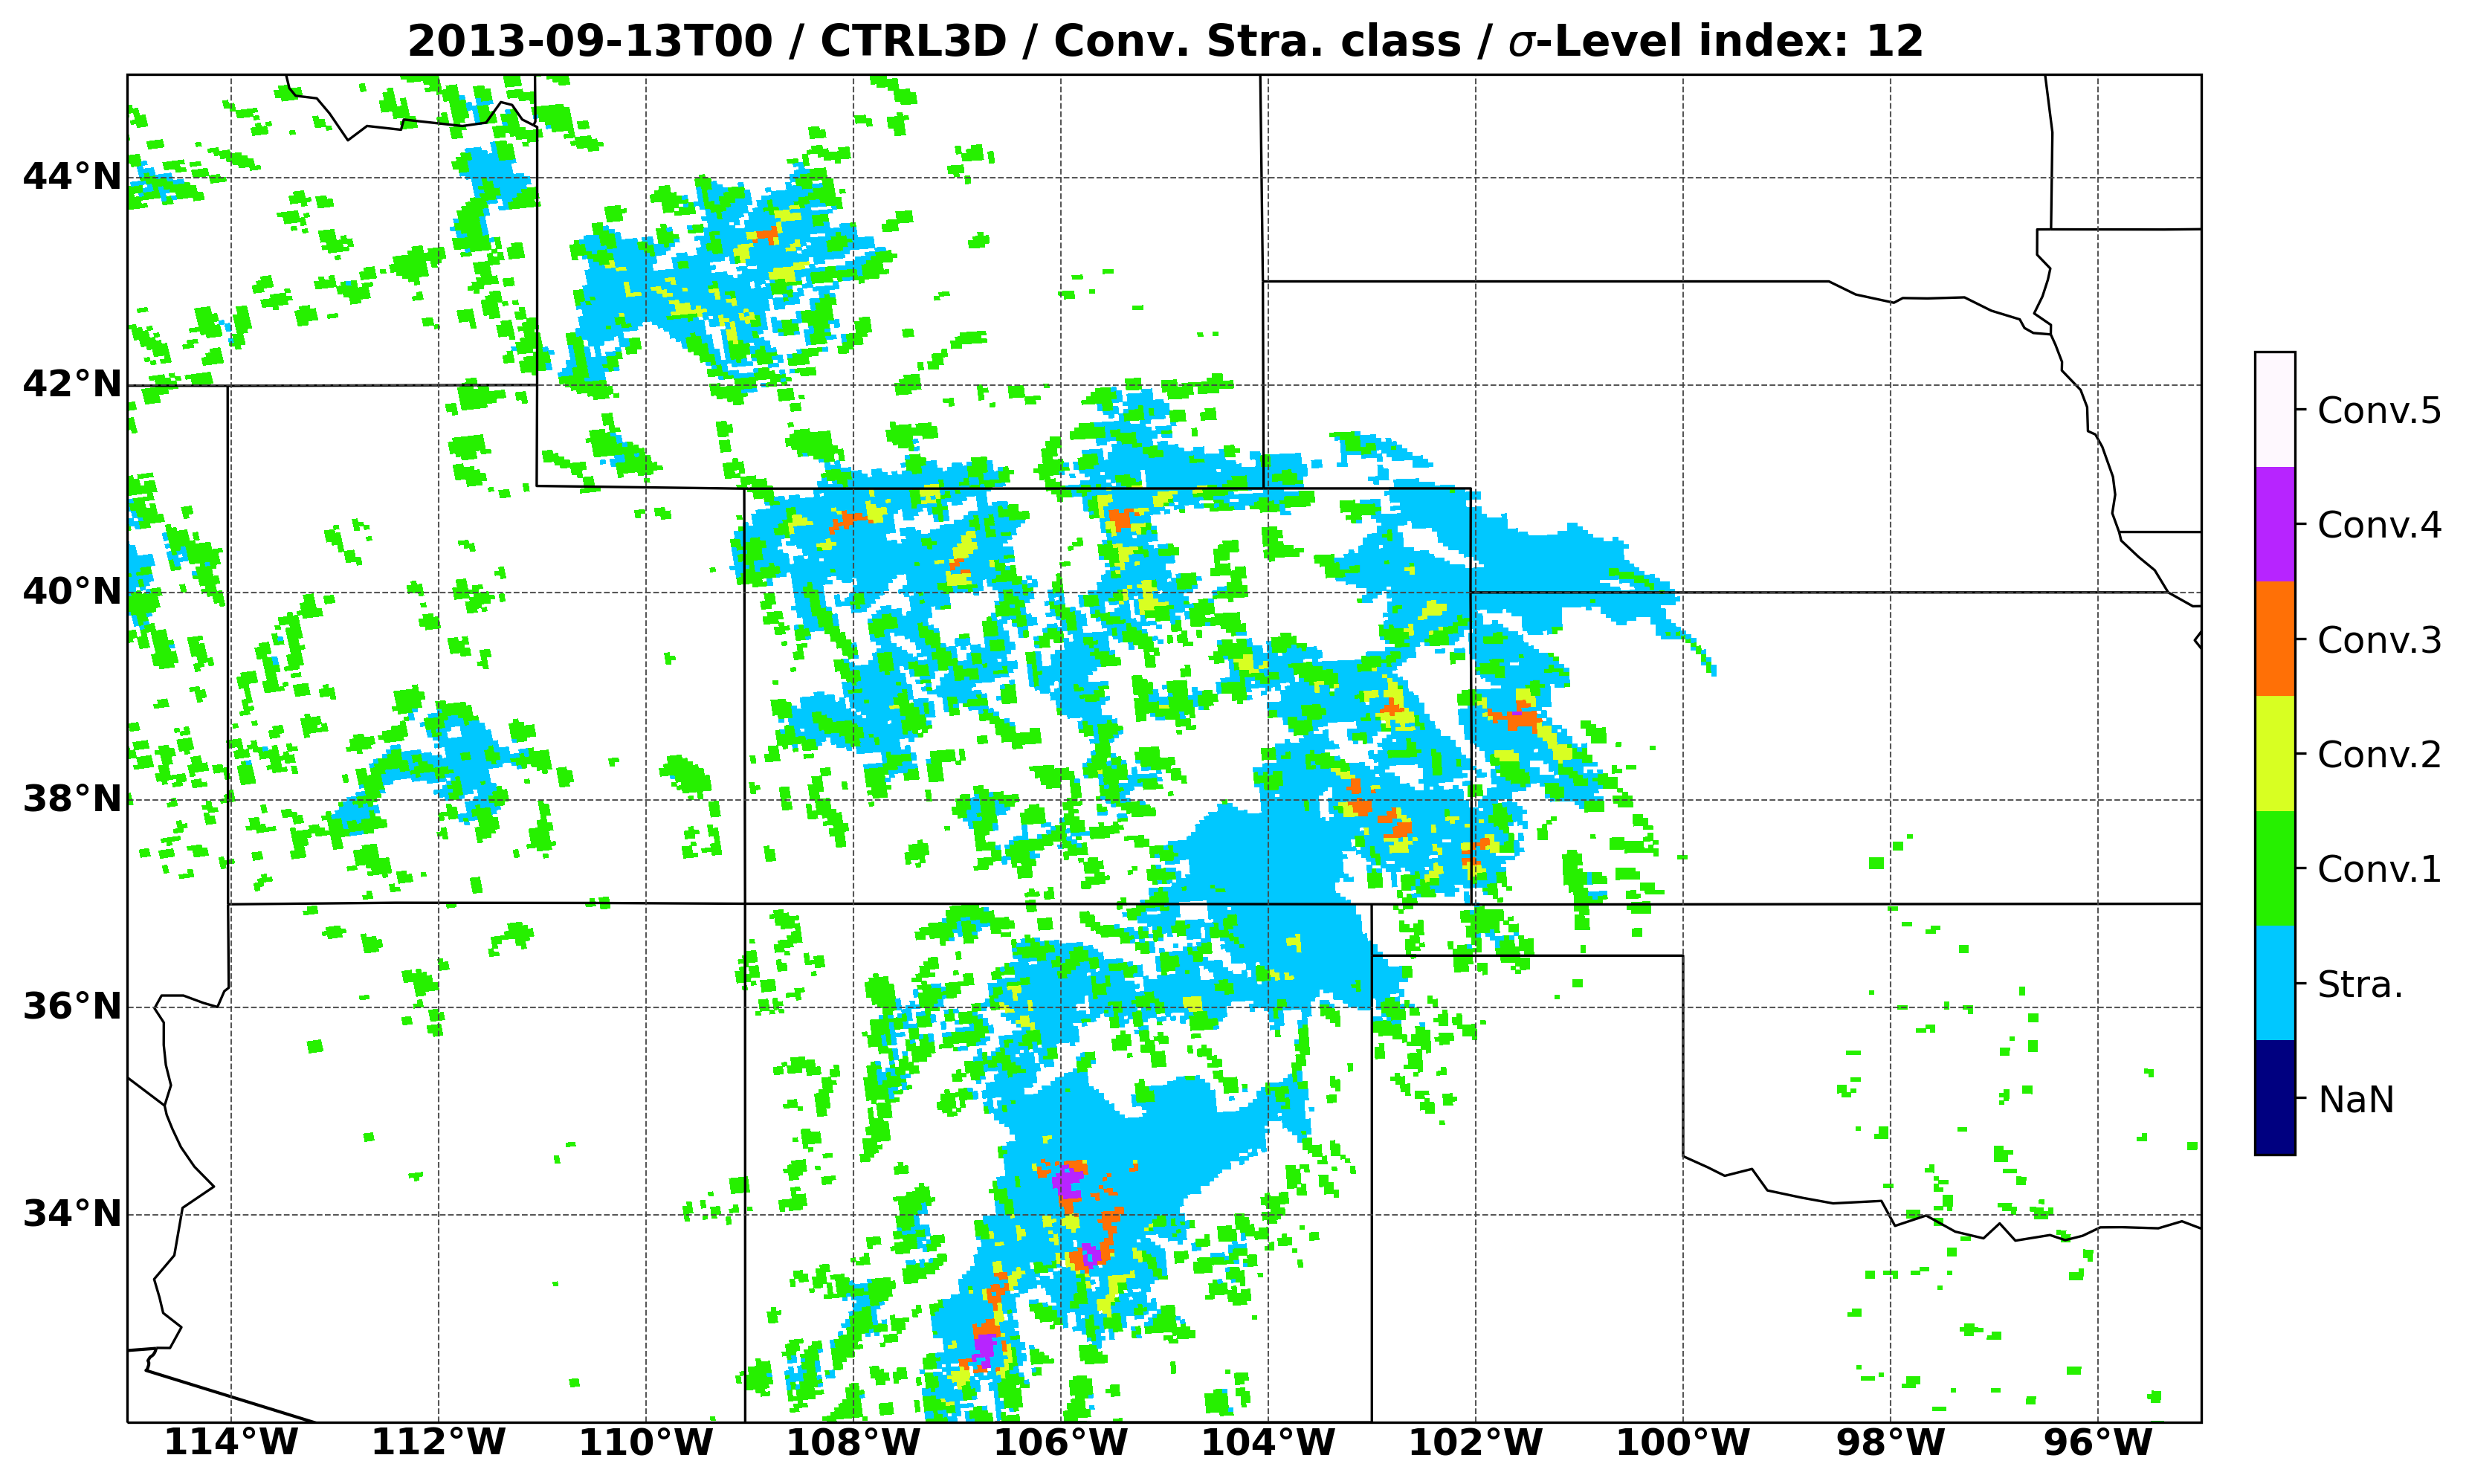 2013-09-13T00 / CTRL3D / Conv. Stra. class / σ-Level index: 12
44°N
42°N
40°N
38°N
36°N
34°N
114°W 112°W 110°W 108°W 106°W 104°W 102°W 100°W 98°W 96°W
Conv.5
Conv.4
Conv.3
Conv.2
Conv.1
Stra.
NaN